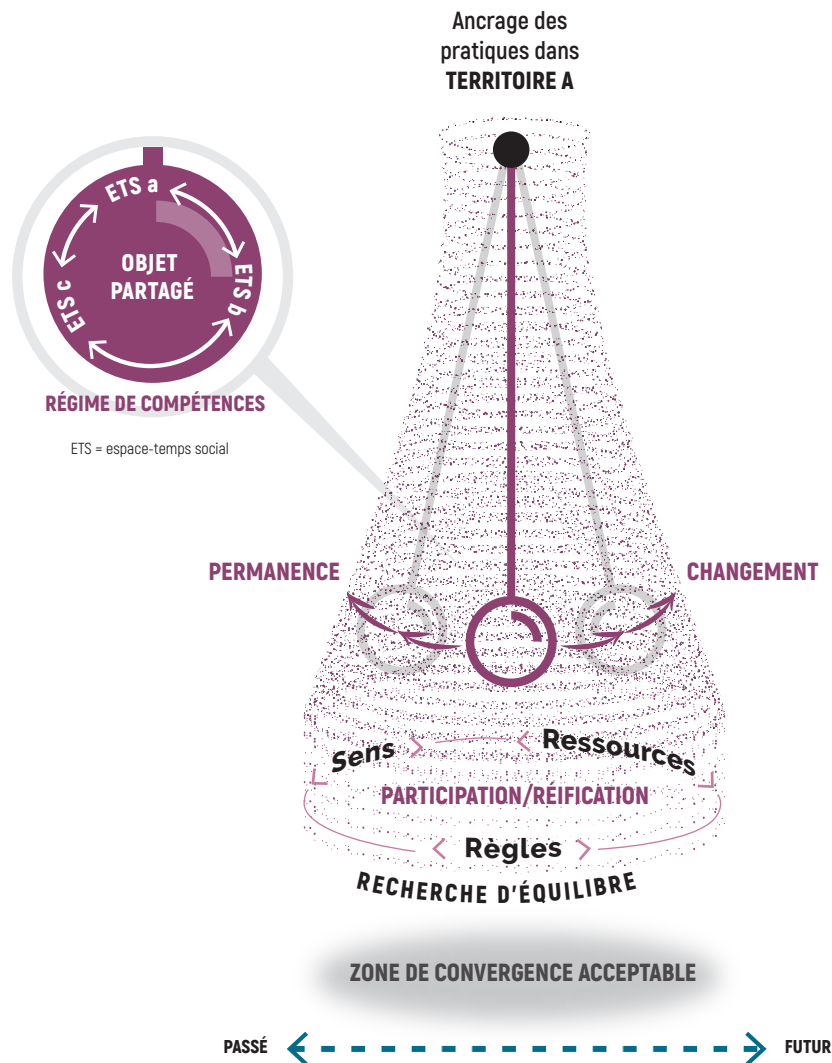 Ancrage des
pratiques dans
TERRITOIRE A
ETS a
ETS b
ETS c
OBJET
PARTAGÉ
RÉGIME DE COMPÉTENCES
ETS = espace-temps social
PERMANENCE
CHANGEMENT
Sens
Ressources
PARTICIPATION/RÉIFICATION
Règles
RECHERCHE D'ÉQUILIBRE
ZONE DE CONVERGENCE ACCEPTABLE
PASSÉ
FUTUR